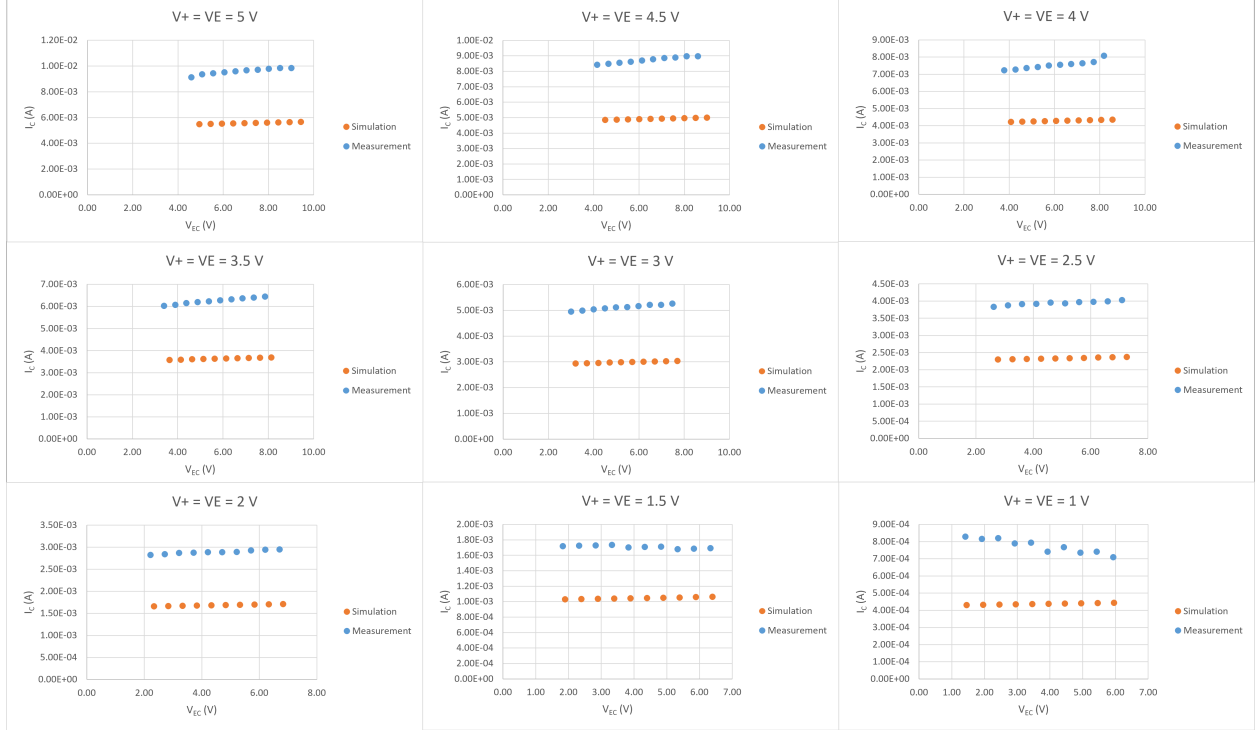 V+ = VE = 5 V
1.20E-02
1.00E-02
8.00E-03
6.00E-03
4.00E-03
2.00E-03
0.00E+00
I_C (A)
0.00 2.00 4.00 6.00 8.00 10.00
V_EC (V)
Simulation
Measurement
V+ = VE = 4.5 V
1.00E-02
9.00E-03
8.00E-03
7.00E-03
6.00E-03
5.00E-03
4.00E-03
3.00E-03
2.00E-03
1.00E-03
0.00E+00
I_C (A)
0.00 2.00 4.00 6.00 8.00 10.00
V_EC (V)
Simulation
Measurement
V+ = VE = 4 V
9.00E-03
8.00E-03
7.00E-03
6.00E-03
5.00E-03
4.00E-03
3.00E-03
2.00E-03
1.00E-03
0.00E+00
I_C (A)
0.00 2.00 4.00 6.00 8.00 10.00
V_EC (V)
Simulation
Measurement
V+ = VE = 3.5 V
7.00E-03
6.00E-03
5.00E-03
4.00E-03
3.00E-03
2.00E-03
1.00E-03
0.00E+00
I_C (A)
0.00 2.00 4.00 6.00 8.00 10.00
V_EC (V)
Simulation
Measurement
V+ = VE = 3 V
6.00E-03
5.00E-03
4.00E-03
3.00E-03
2.00E-03
1.00E-03
0.00E+00
I_C (A)
0.00 2.00 4.00 6.00 8.00 10.00
V_EC (V)
Simulation
Measurement
V+ = VE = 2.5 V
4.50E-03
4.00E-03
3.50E-03
3.00E-03
2.50E-03
2.00E-03
1.50E-03
1.00E-03
5.00E-04
0.00E+00
I_C (A)
0.00 2.00 4.00 6.00 8.00
V_EC (V)
Simulation
Measurement
V+ = VE = 2 V
3.50E-03
3.00E-03
2.50E-03
2.00E-03
1.50E-03
1.00E-03
5.00E-04
0.00E+00
I_C (A)
0.00 2.00 4.00 6.00 8.00
V_EC (V)
Simulation
Measurement
V+ = VE = 1.5 V
2.00E-03
1.80E-03
1.60E-03
1.40E-03
1.20E-03
1.00E-03
8.00E-04
6.00E-04
4.00E-04
2.00E-04
0.00E+00
I_C (A)
0.00 1.00 2.00 3.00 4.00 5.00 6.00 7.00
V_EC (V)
Simulation
Measurement
V+ = VE = 1 V
9.00E-04
8.00E-04
7.00E-04
6.00E-04
5.00E-04
4.00E-04
3.00E-04
2.00E-04
1.00E-04
0.00E+00
I_C (A)
0.00 1.00 2.00 3.00 4.00 5.00 6.00 7.00
V_EC (V)
Simulation
Measurement